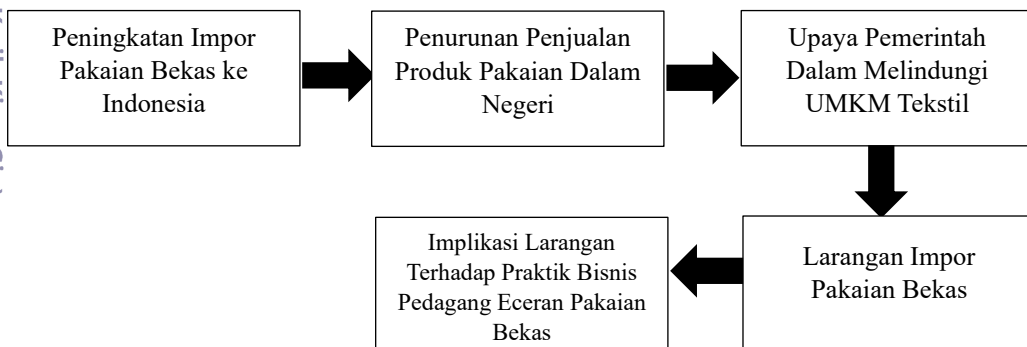 Peningkatan Impor
Pakaian Bekas ke
Indonesia
Penurunan Penjualan
Produk Pakaian Dalam
Negeri
Upaya Pemerintah
Dalam Melindungi
UMKM Tekstil
Larangan Impor
Pakaian Bekas
Implikasi Larangan
Terhadap Praktik Bisnis
Pedagang Eceran Pakaian
Bekas